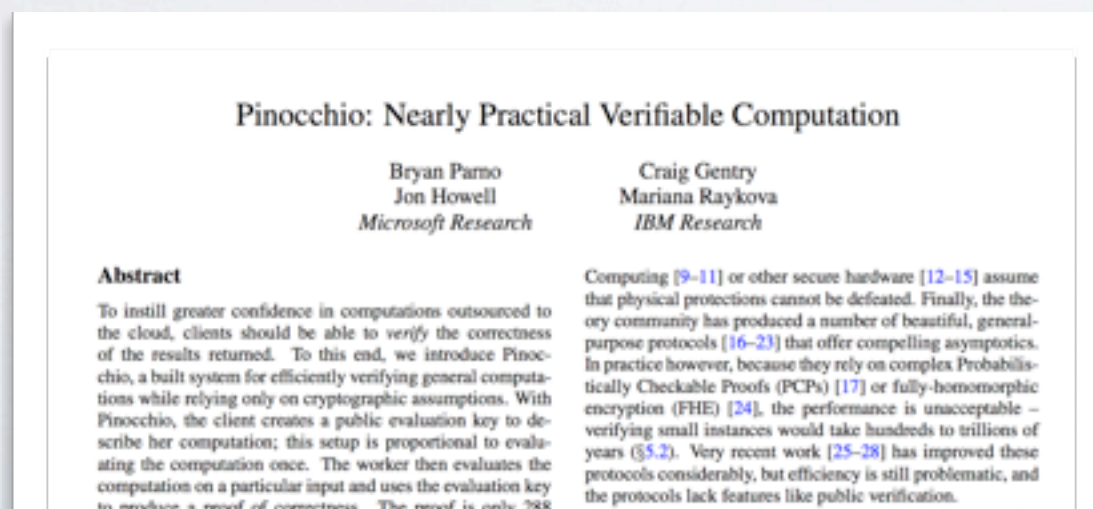 Pinocchio: Nearly Practical Verifiable Computation
Bryan Parno
Jon Howell
Microsoft Research
Craig Gentry
Mariana Raykova
IBM Research
Abstract
To instill greater confidence in computations outsourced to
the cloud, clients should be able to verify the correctness
of the results returned. To this end, we introduce Pinoc-
chio, a built system for efficiently verifying general computa-
tions while relying only on cryptographic assumptions. With
Pinocchio, the client creates a public evaluation key to de-
scribe her computation; this setup is proportional to evalu-
ating the computation once. The worker then evaluates the
computation on a particular input and uses the evaluation key
to produce a proof of correctness. The proof is only 288
Computing [9–11] or other secure hardware [12–15] assume
that physical protections cannot be defeated. Finally, the the-
ory community has produced a number of beautiful, general-
purpose protocols [16–23] that offer compelling asymptotics.
In practice however, because they rely on complex Probabilis-
tically Checkable Proofs (PCPs) [17] or fully-homomorphic
encryption (FHE) [24], the performance is unacceptable –
verifying small instances would take hundreds to trillions of
years (§5.2). Very recent work [25–28] has improved these
protocols considerably, but efficiency is still problematic, and
the protocols lack features like public verification.